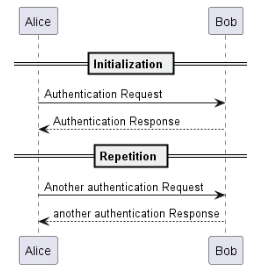 Alice Bob
Initialization
Authentication Request
Authentication Response
Repetition
Another authentication Request
another authentication Response
Alice Bob